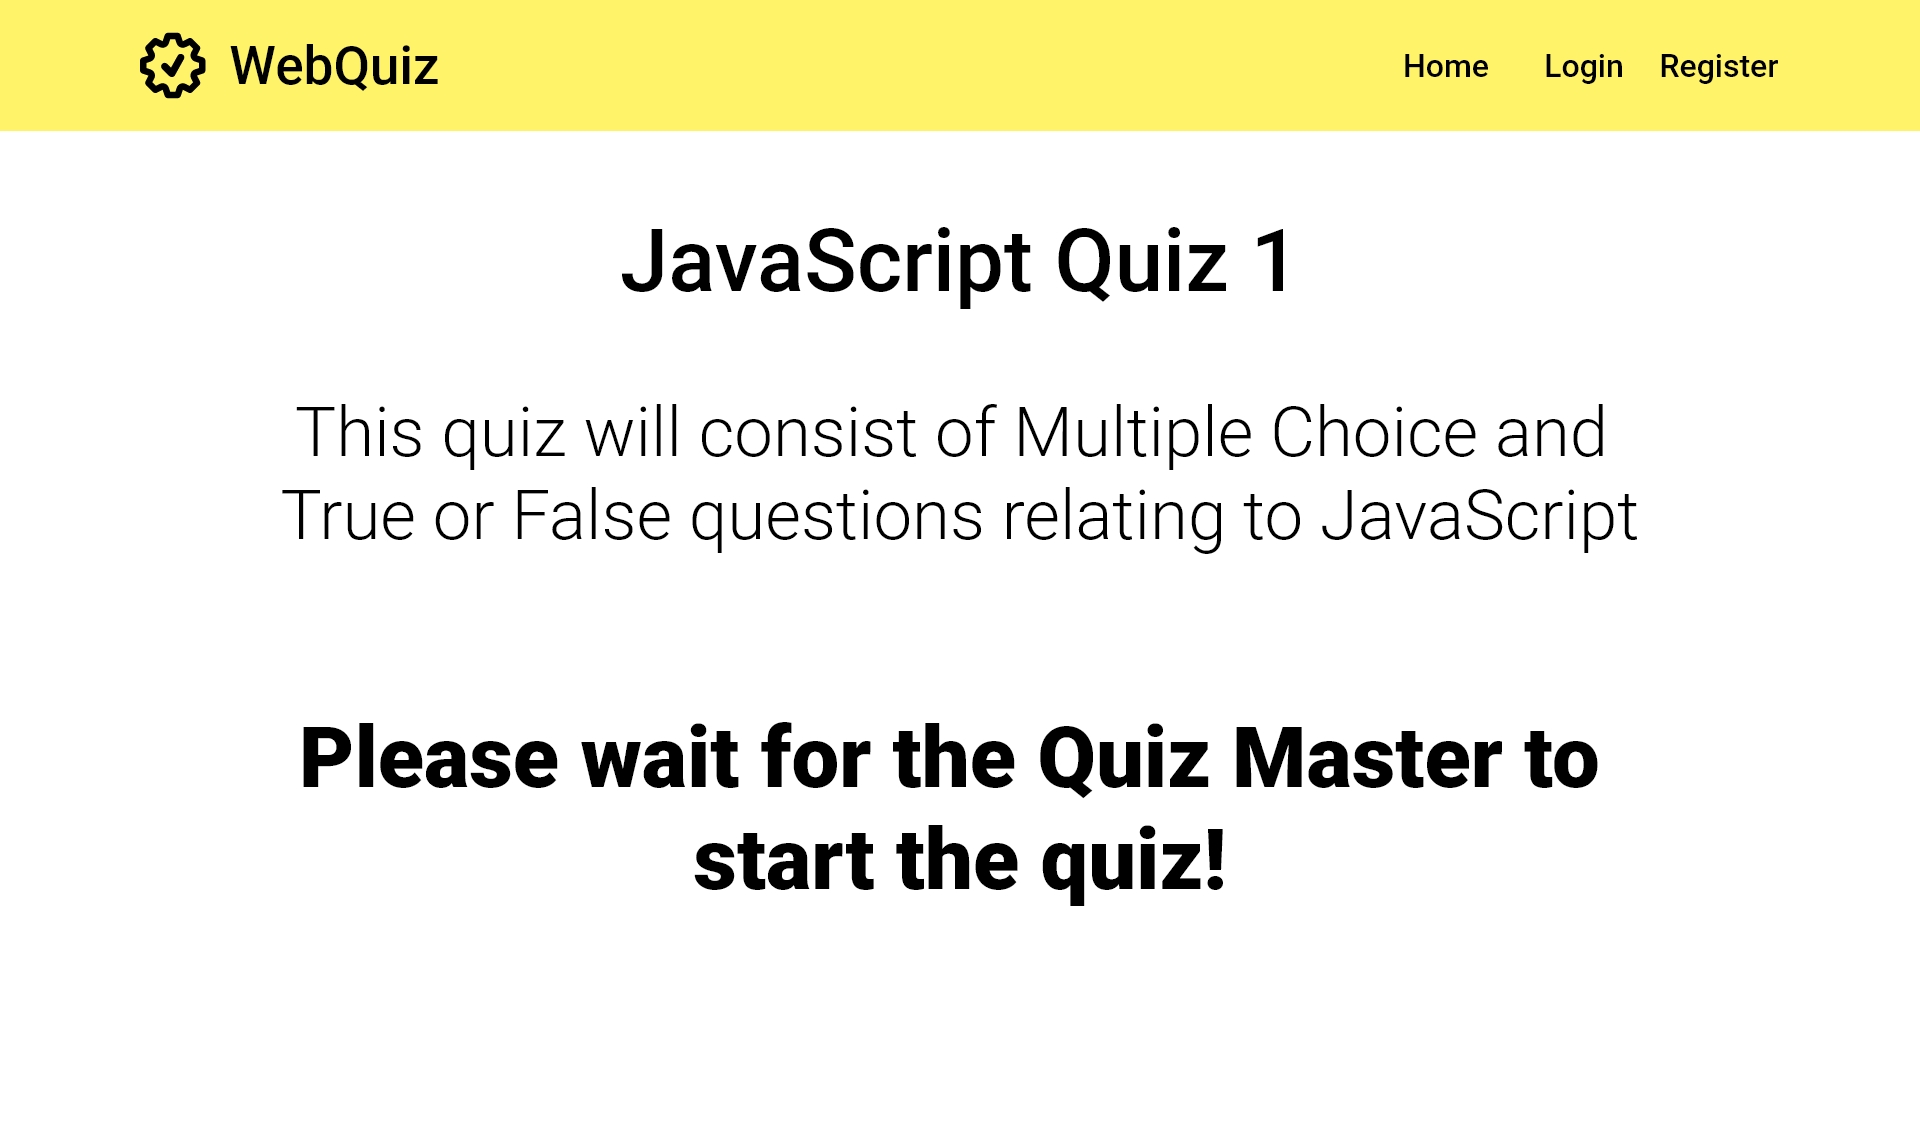 WebQuiz
Home Login Register
JavaScript Quiz 1
This quiz will consist of Multiple Choice and
True or False questions relating to JavaScript
Please wait for the Quiz Master to
start the quiz!